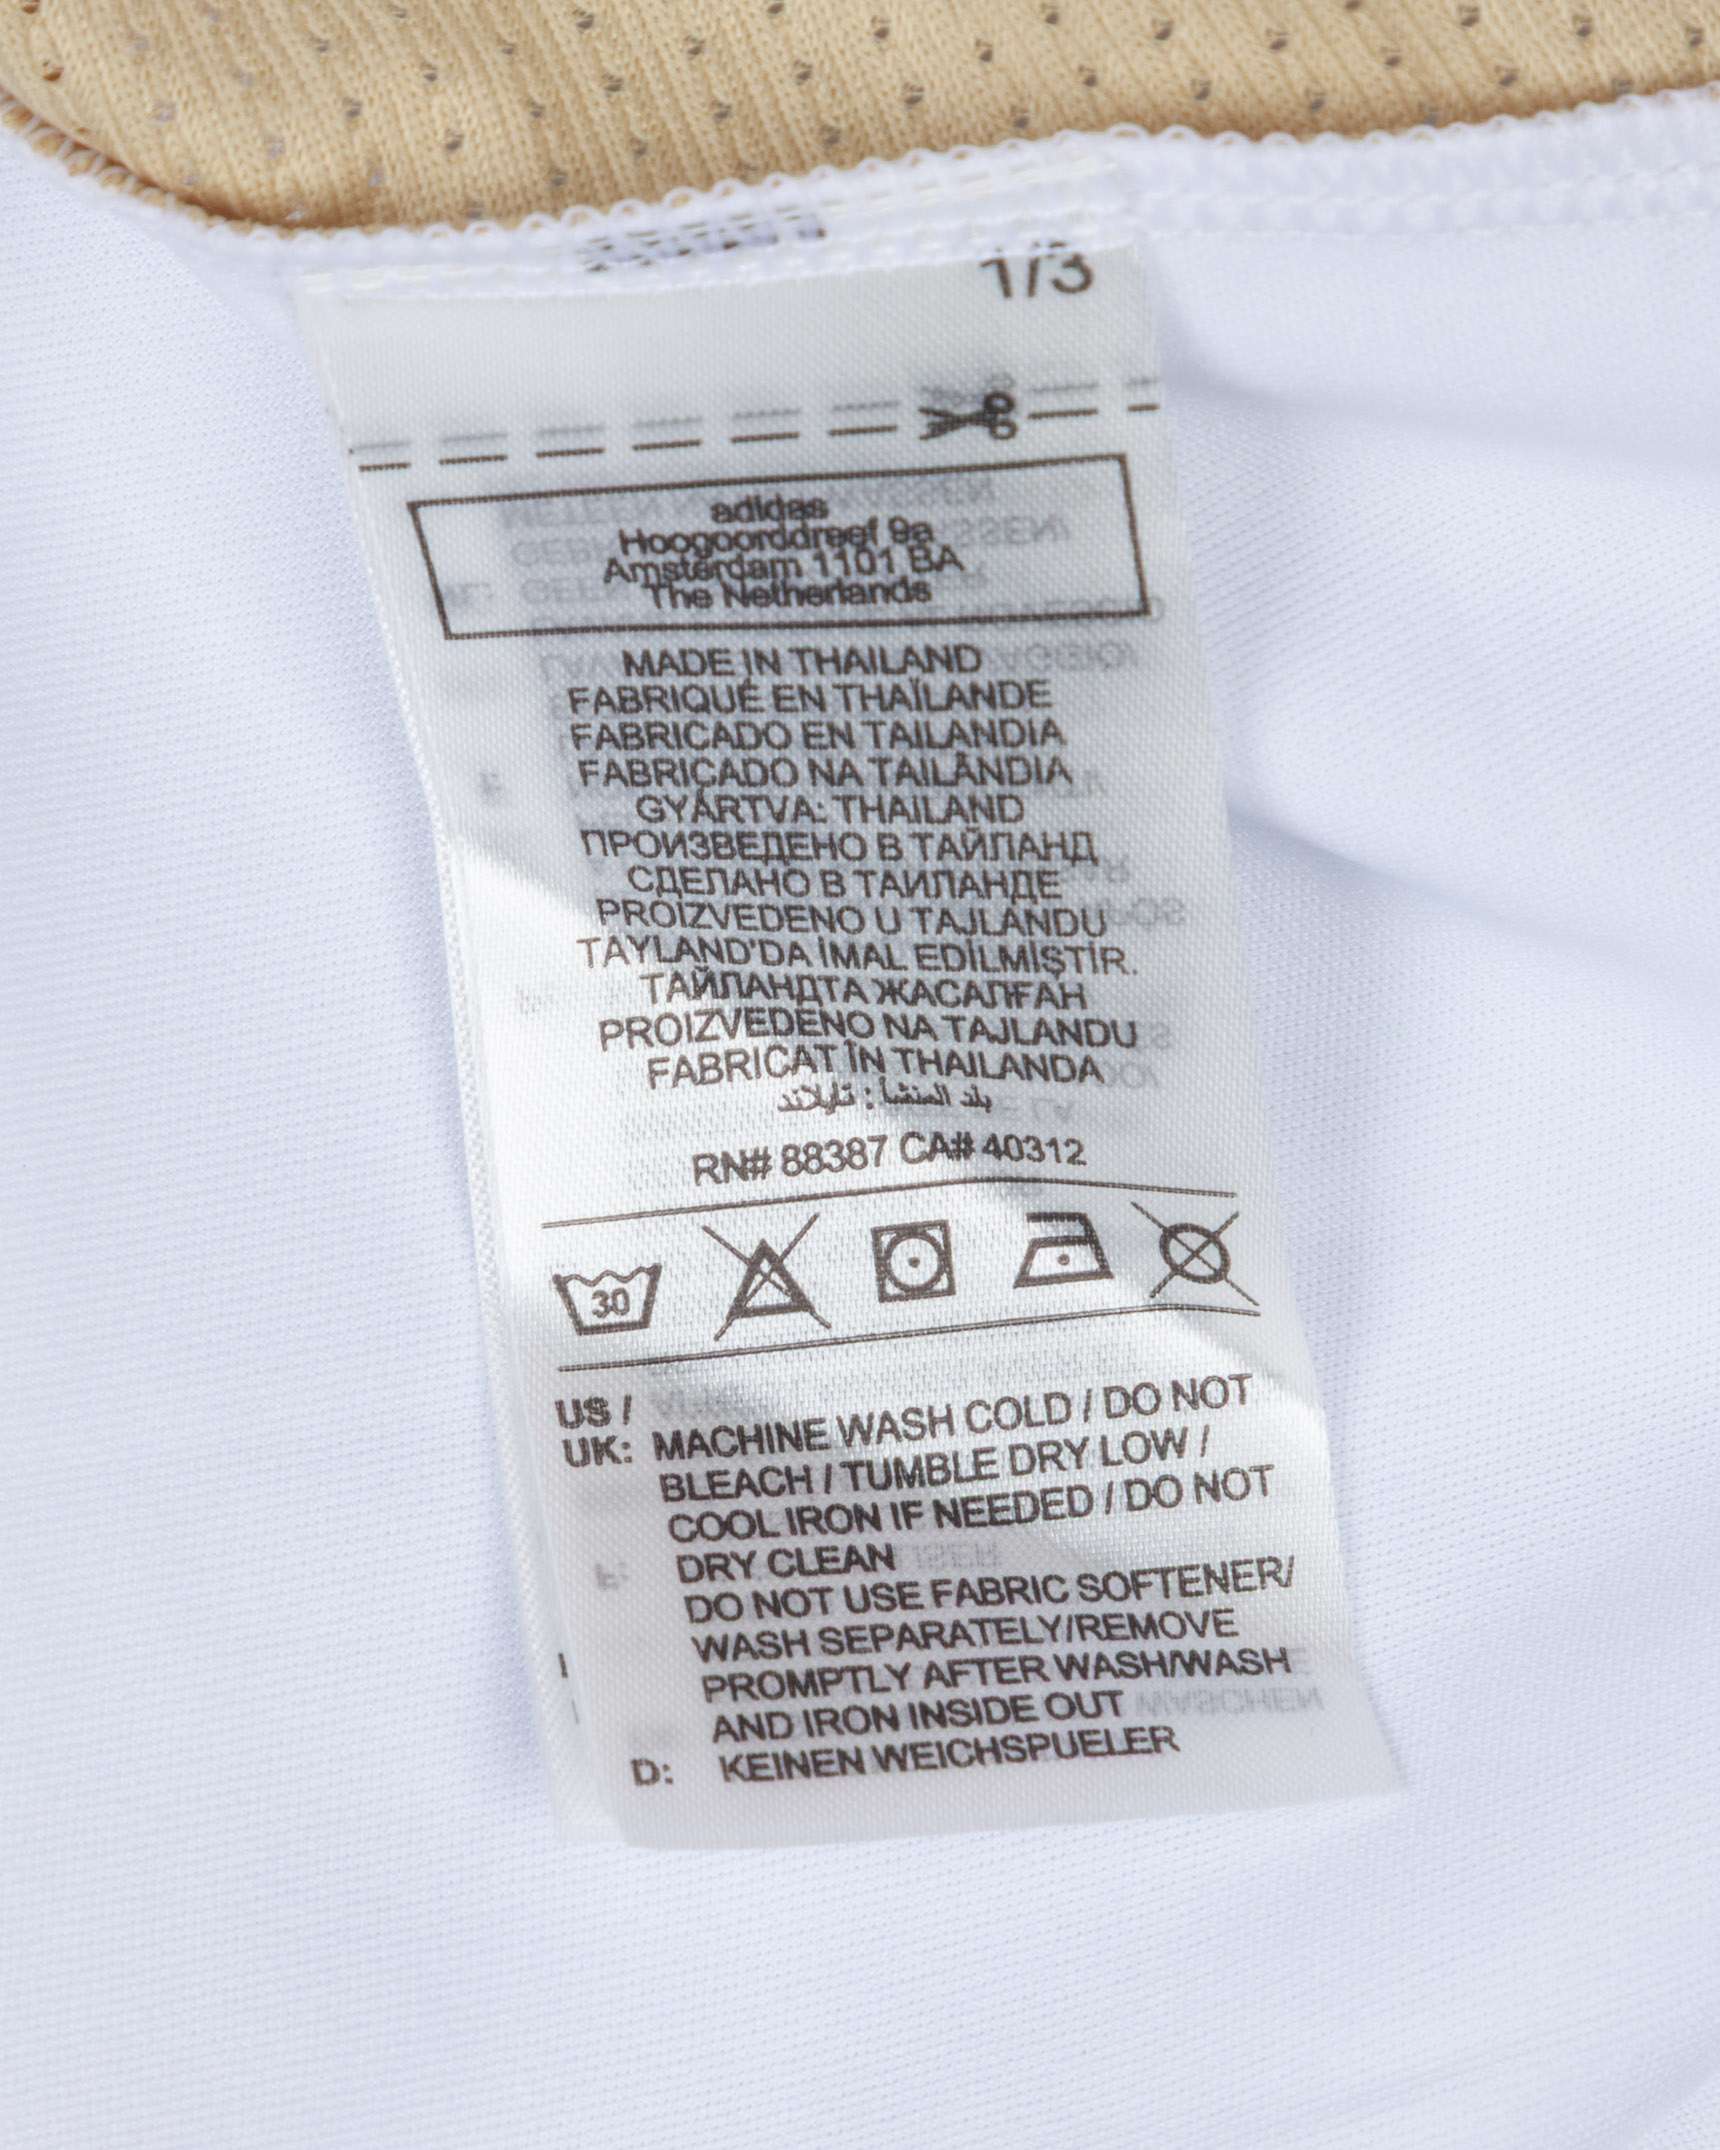 1/3
adidas
Hoogoorddreef 9a
Amsterdam 1101 BA
The Netherlands
MADE IN THAILAND
FABRIQUÉ EN THAÏLANDE
FABRICADO EN TAILANDIA
FABRICADO NA TAILÂNDIA
GYÁRTVA: THAILAND
ПРОИЗВЕДЕНО В ТАЙЛАНД
СДЕЛАНО В ТАИЛАНДЕ
PROIZVEDENO U TAJLANDU
TAYLAND'DA İMAL EDİLMİŞTİR.
ТАЙЛАНДТА ЖАСАЛҒАН
PROIZVEDENO NA TAJLANDU
FABRICAT ÎN THAILANDA
بلد المنشأ : تايلاند
RN# 88387 CA# 40312
30
US /
UK: MACHINE WASH COLD / DO NOT
BLEACH / TUMBLE DRY LOW /
COOL IRON IF NEEDED / DO NOT
DRY CLEAN
DO NOT USE FABRIC SOFTENER/
WASH SEPARATELY/REMOVE
PROMPTLY AFTER WASH/WASH
AND IRON INSIDE OUT
D: KEINEN WEICHSPUELER